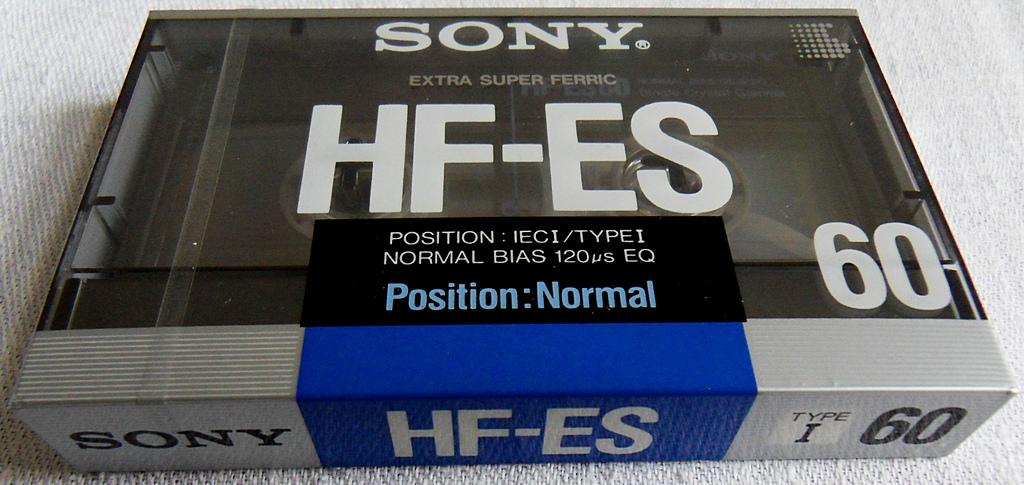 SONY®
EXTRA SUPER FERRIC
HF-ES
60
POSITION : IECI/TYPEI
NORMAL BIAS 120μs EQ
Position:Normal
SONY
HF-ES
TYPE
I
60